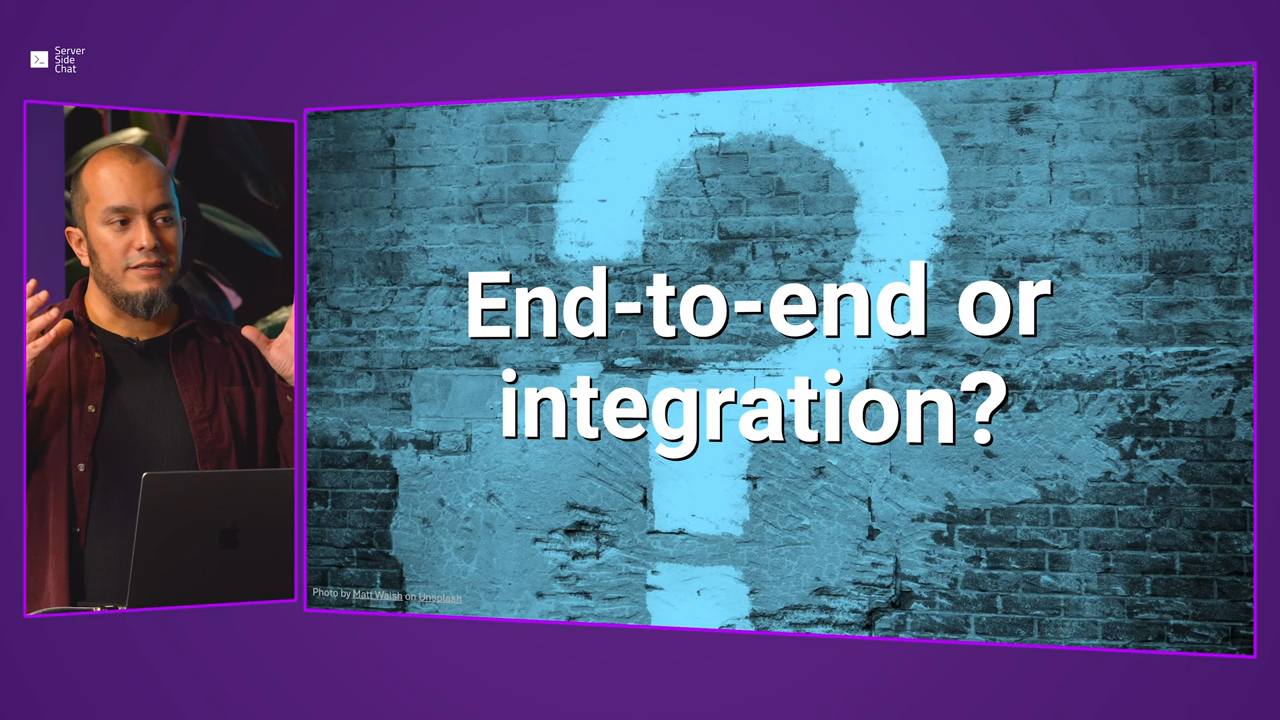 Server
Side
Chat
End-to-end or
integration?
Photo by Matt Walsh on Unsplash